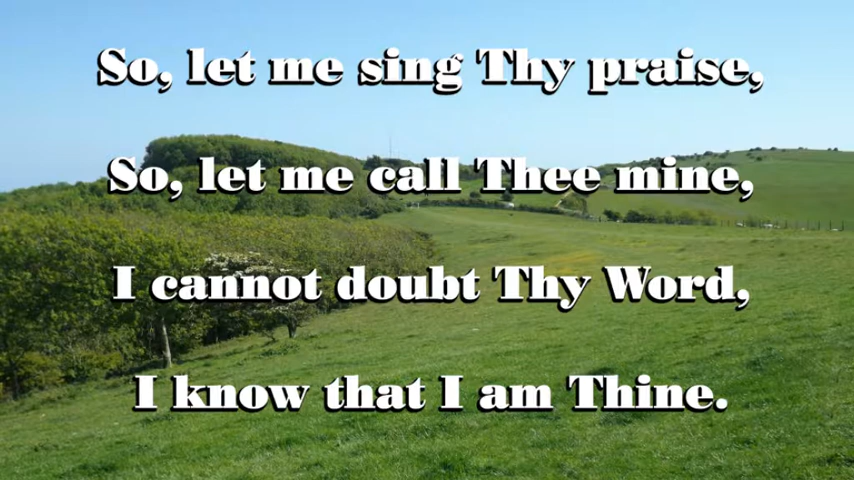 So, let me sing Thy praise,
So, let me call Thee mine,
I cannot doubt Thy Word,
I know that I am Thine.